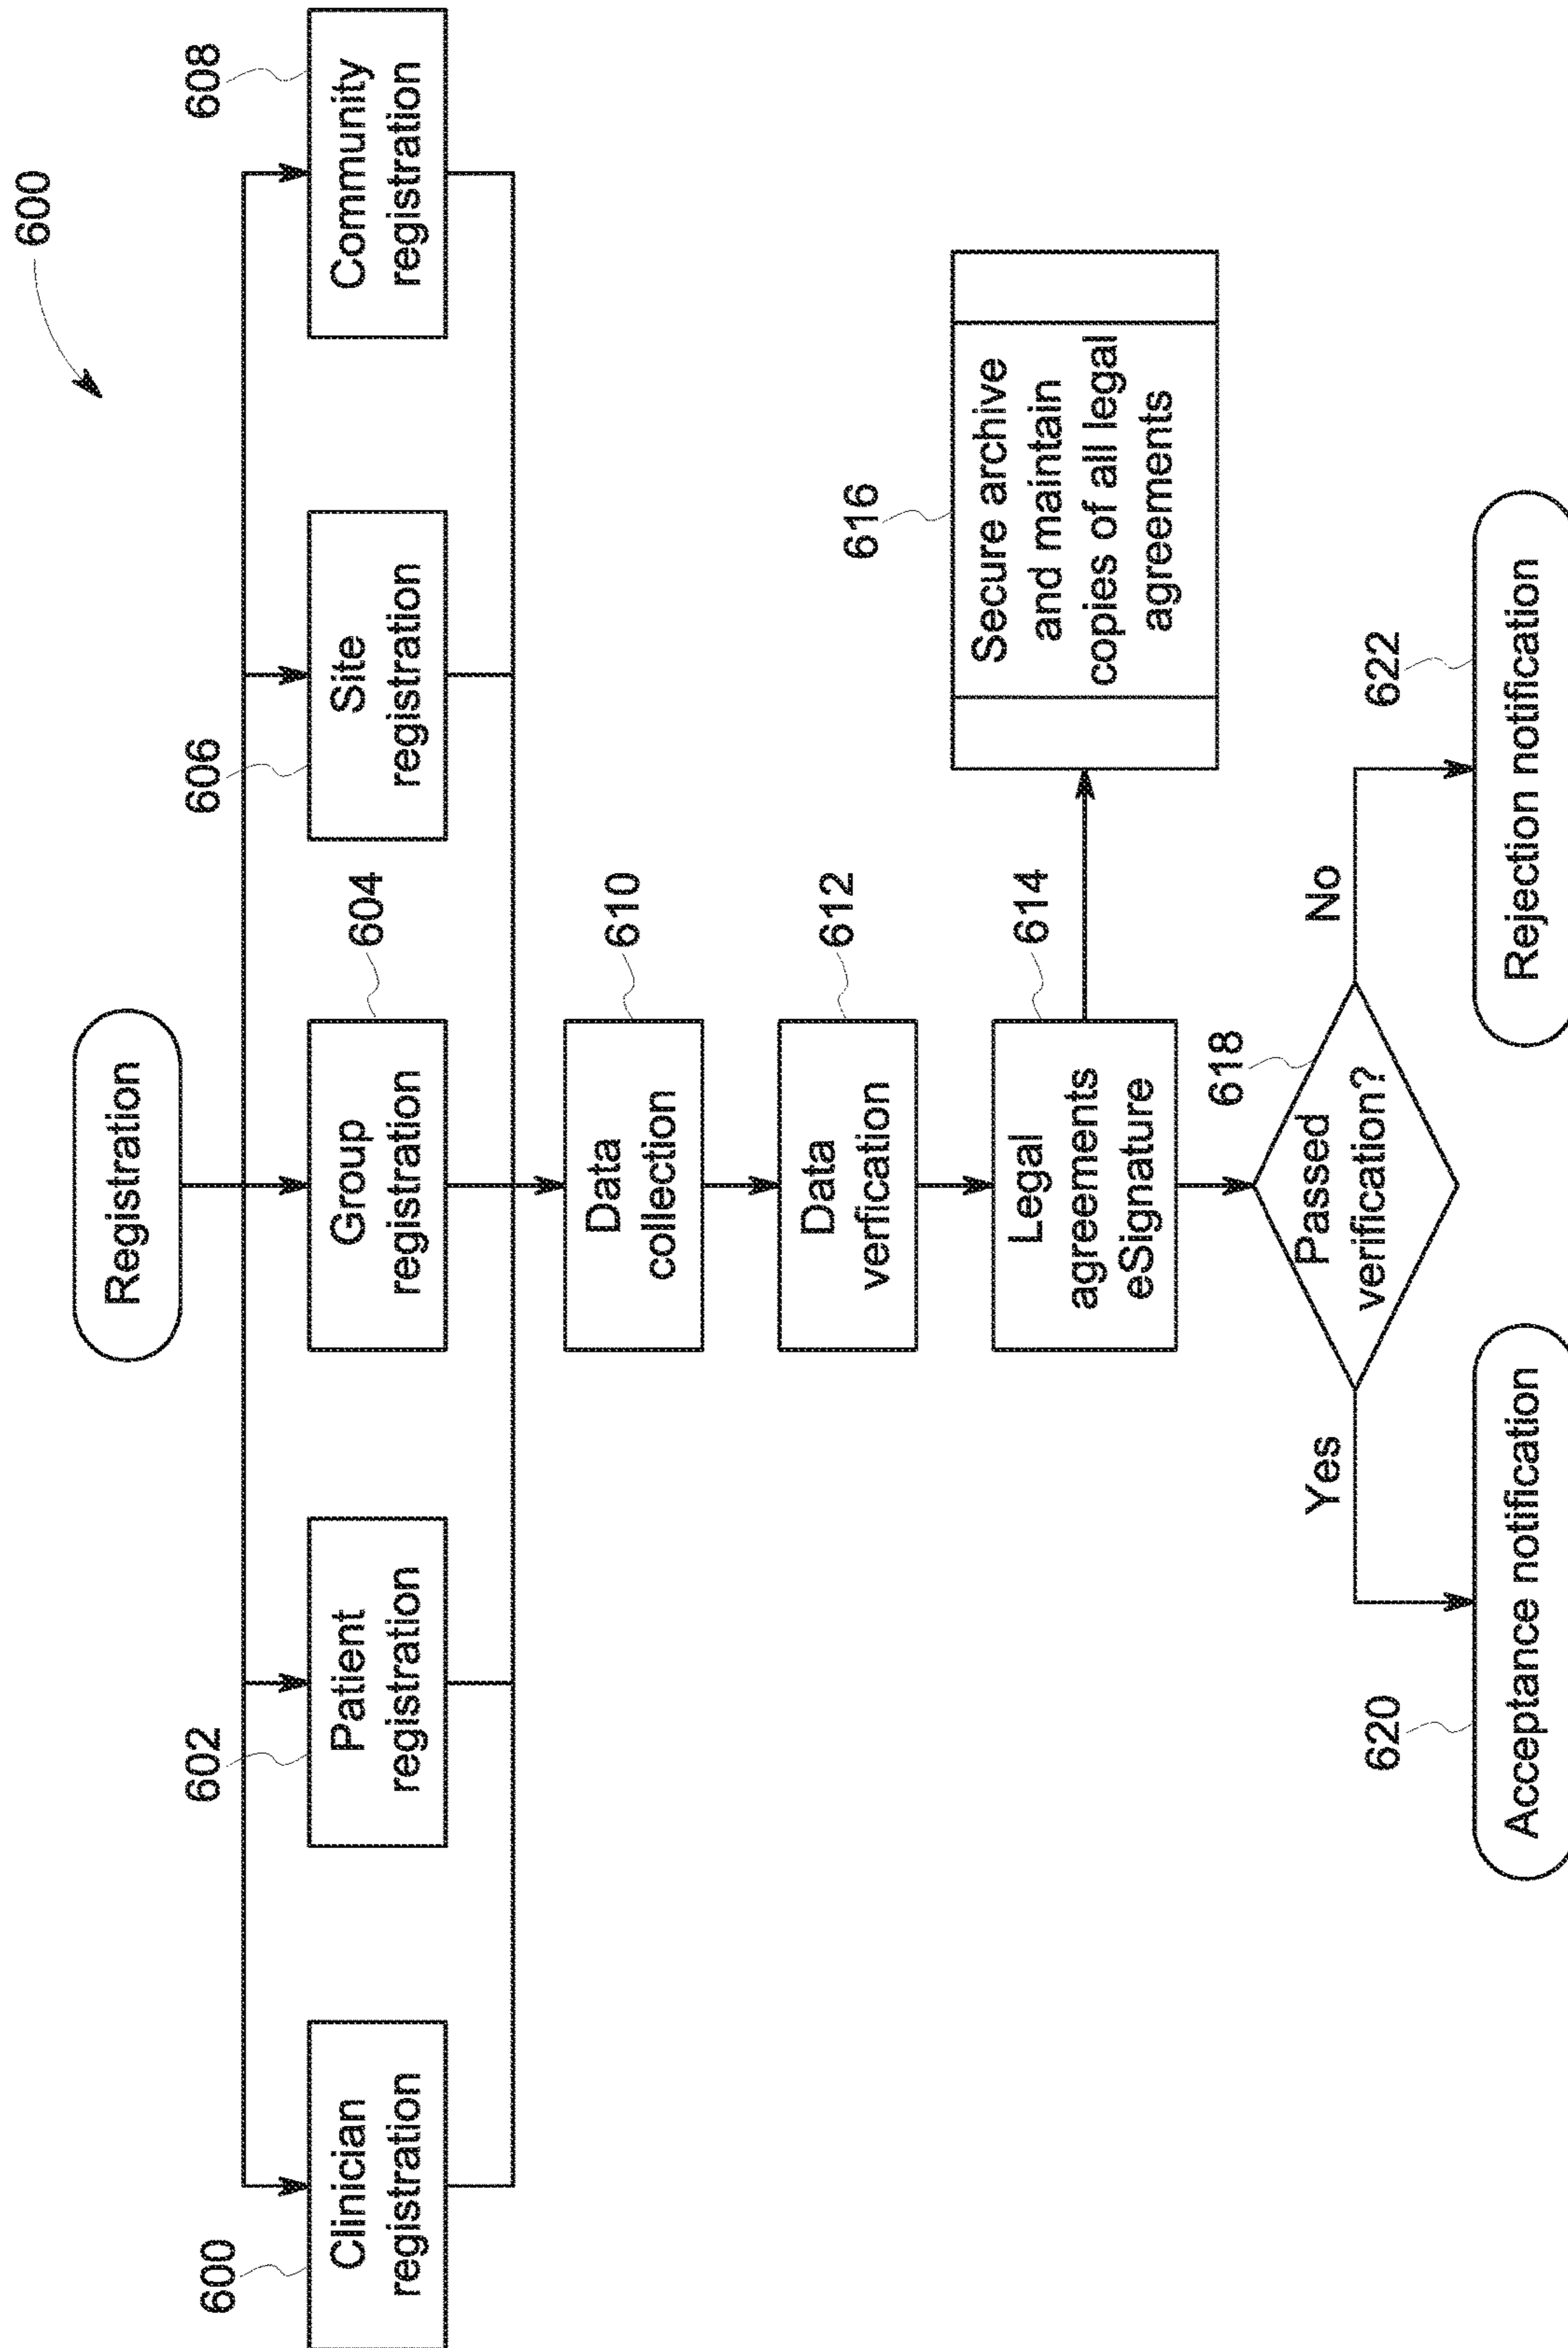 600
Registration
600
602
604
606
608
Clinician
registration
Patient
registration
Group
registration
Site
registration
Community
registration
610
Data
collection
612
Data
verfication
614
Legal
agreements
eSignature
616
Secure archive
and maintain
copies of all legal
agreements
618
Passed
verification?
Yes
No
620
Acceptance notification
622
Rejection notification